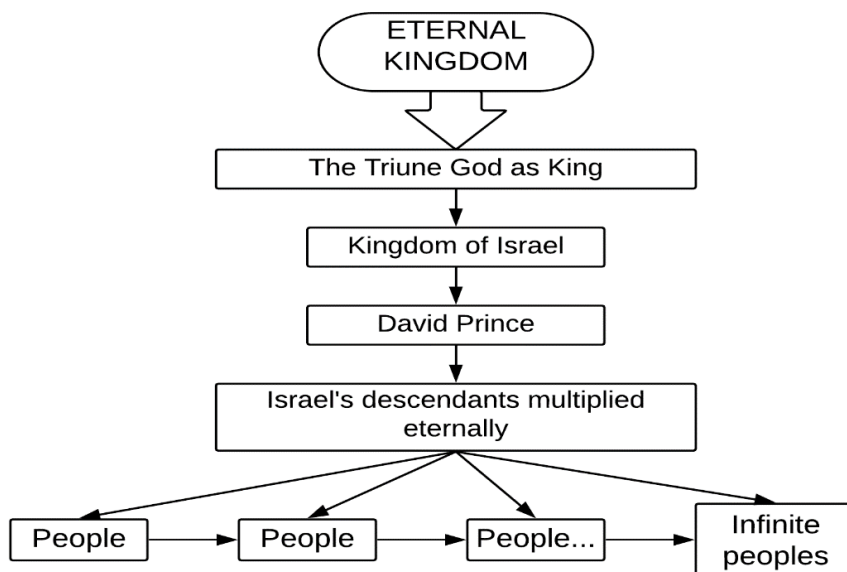 ETERNAL
KINGDOM
The Triune God as King
Kingdom of Israel
David Prince
Israel's descendants multiplied
eternally
People
People
People...
Infinite
peoples